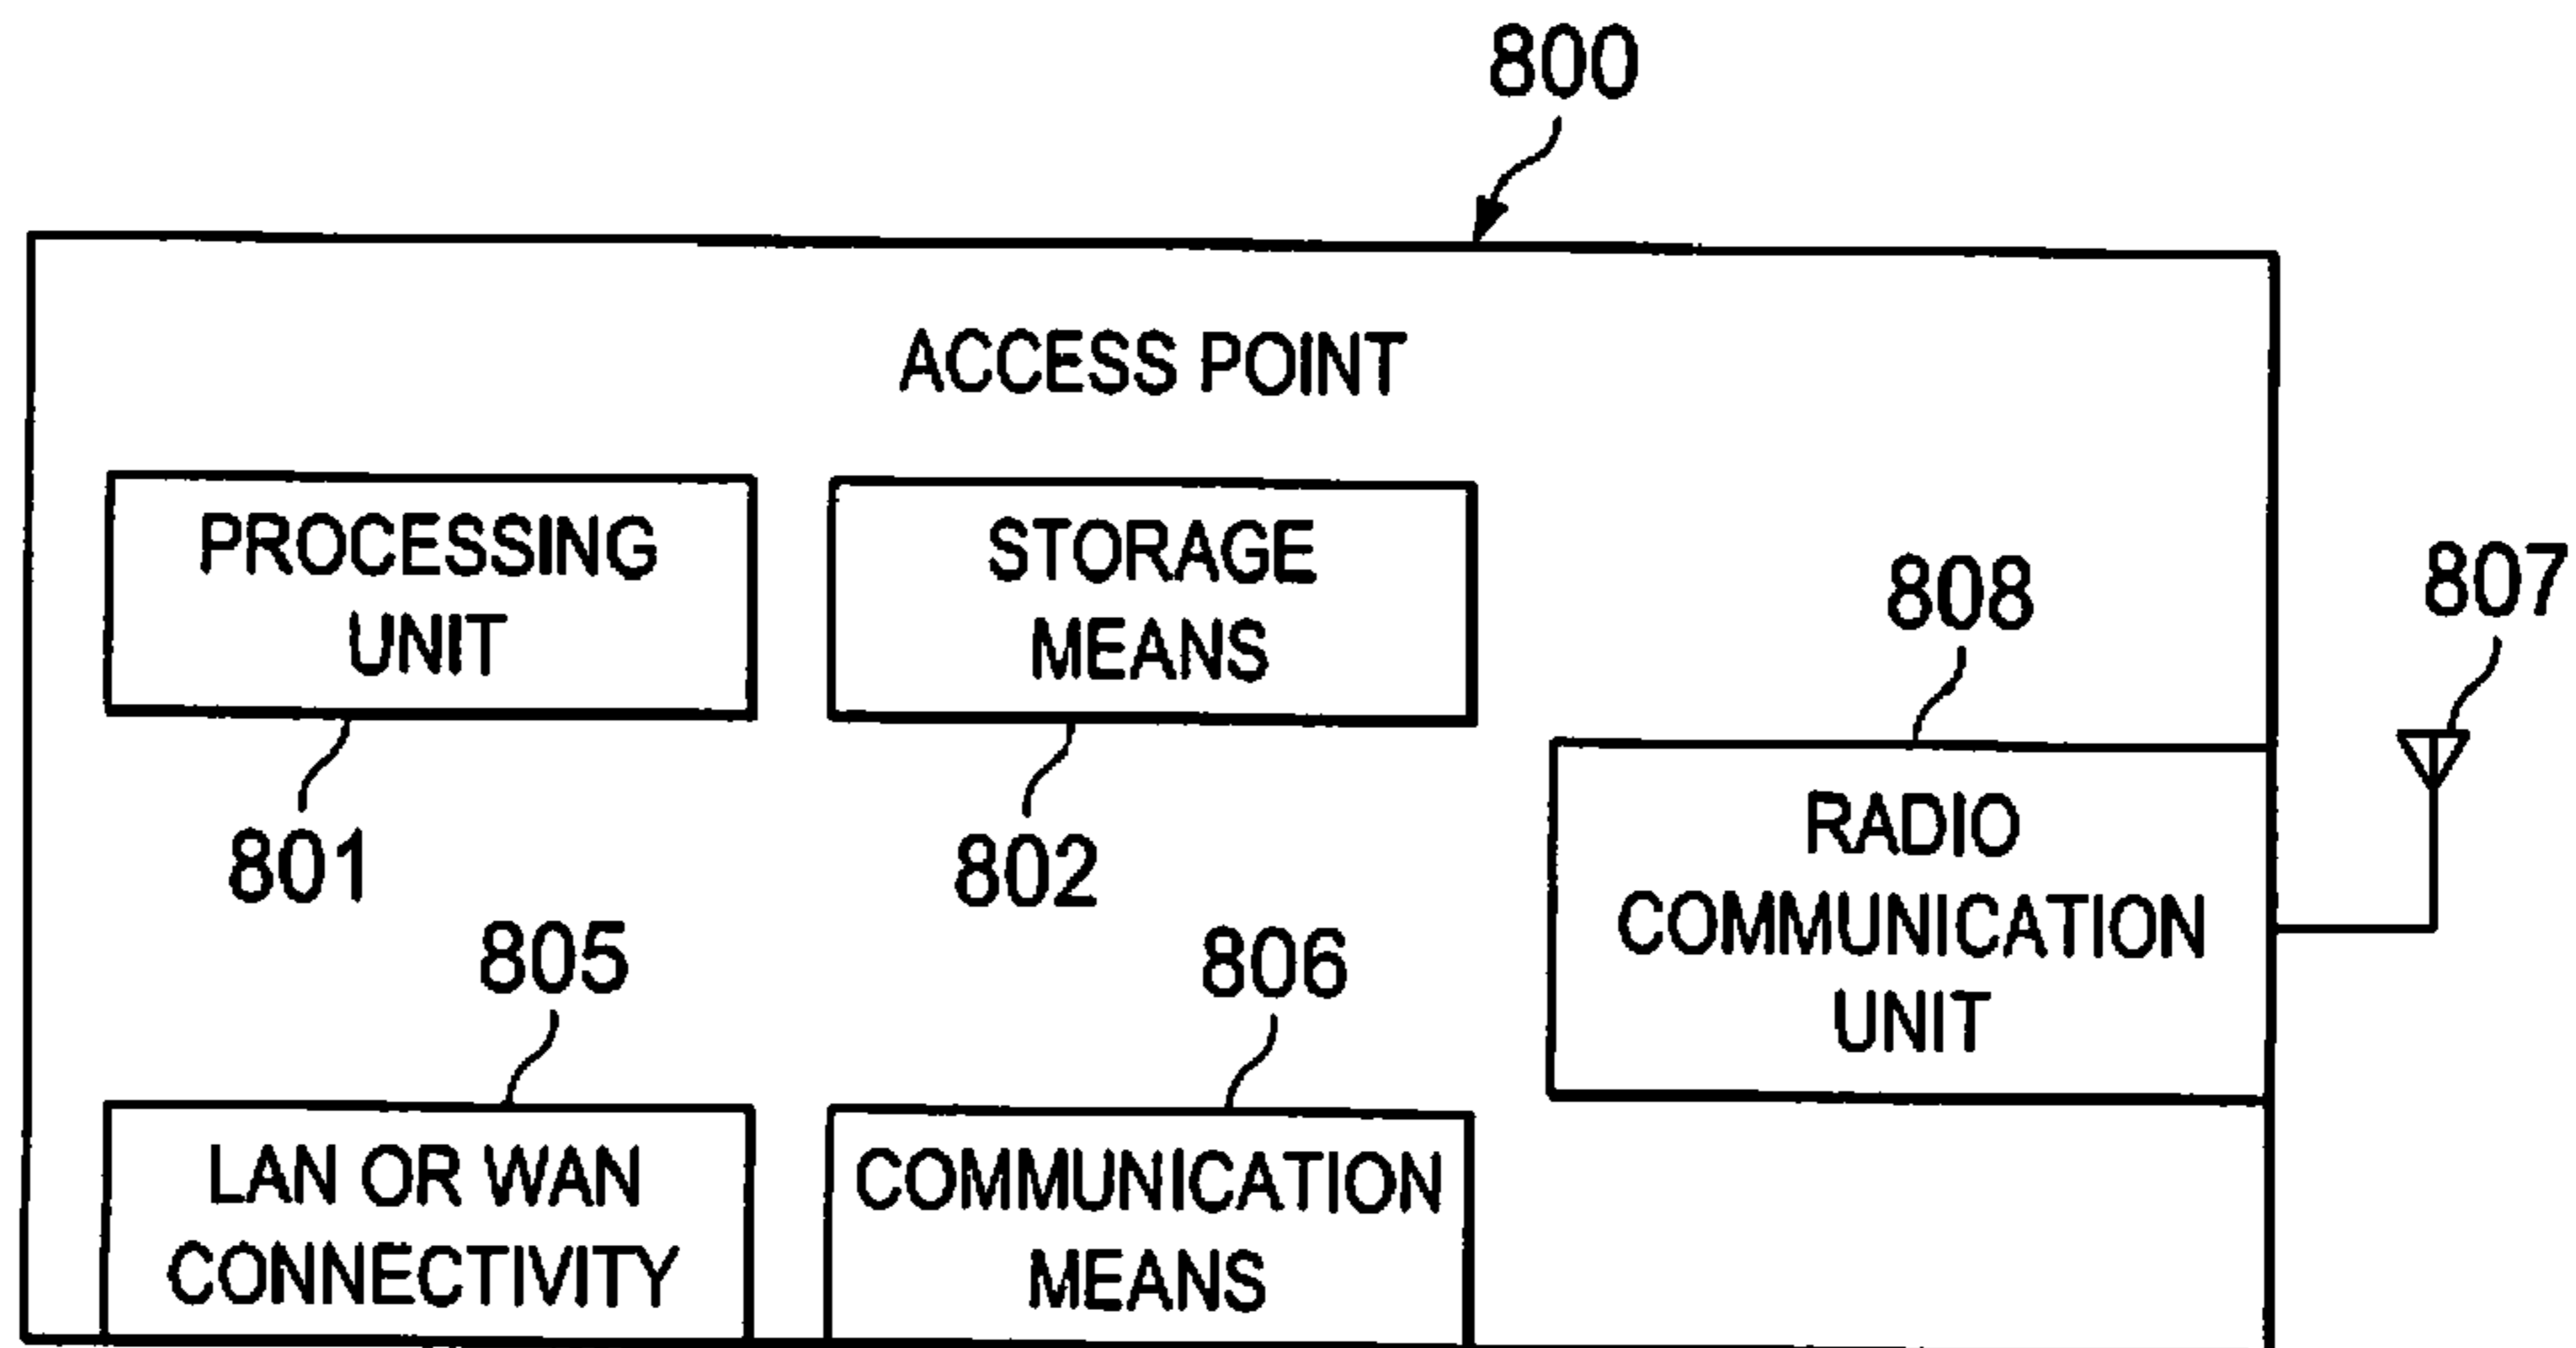 800
ACCESS POINT
PROCESSING
UNIT
801
STORAGE
MEANS
802
808
RADIO
COMMUNICATION
UNIT
807
805
LAN OR WAN
CONNECTIVITY
806
COMMUNICATION
MEANS